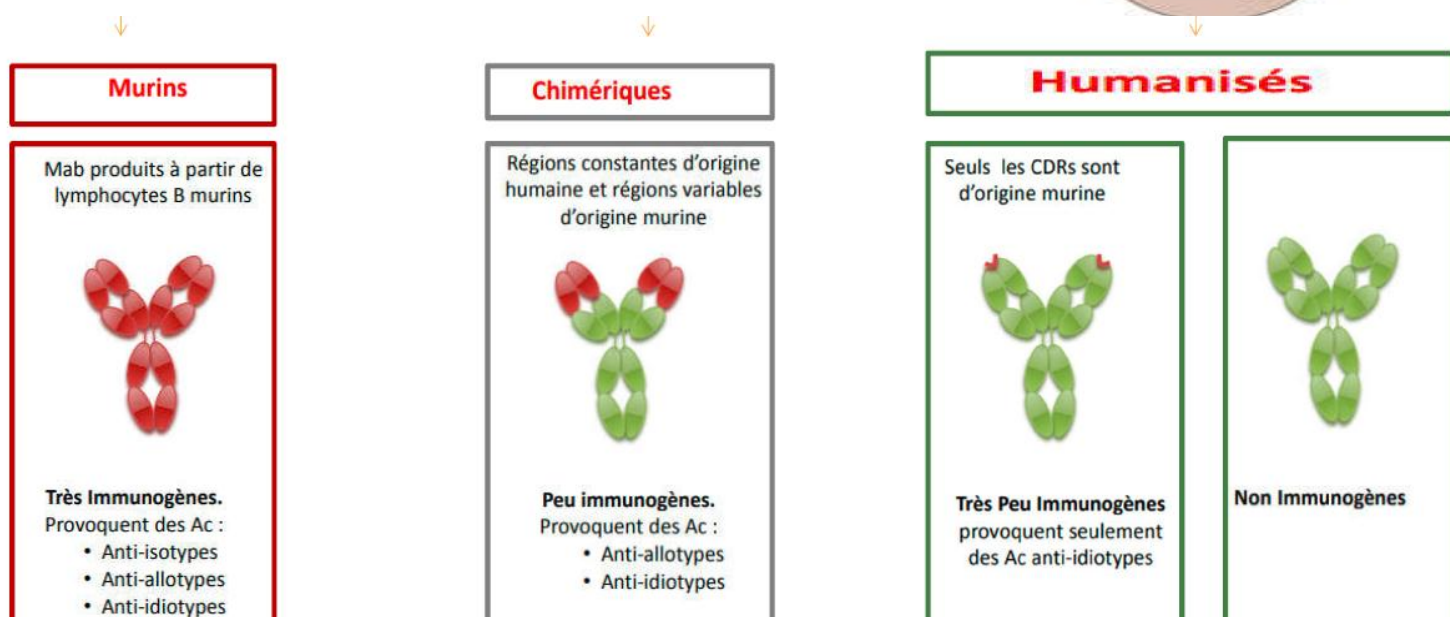 Murins
Mab produits à partir de
lymphocytes B murins
Très Immunogènes.
Provoquent des Ac :
• Anti-isotypes
• Anti-allotypes
• Anti-idiotypes
Chimériques
Régions constantes d'origine
humaine et régions variables
d'origine murine
Peu immunogènes.
Provoquent des Ac :
• Anti-allotypes
• Anti-idiotypes
Humanisés
Seuls les CDRs sont
d'origine murine
Très Peu Immunogènes
provoquent seulement
des Ac anti-idiotypes
Non Immunogènes